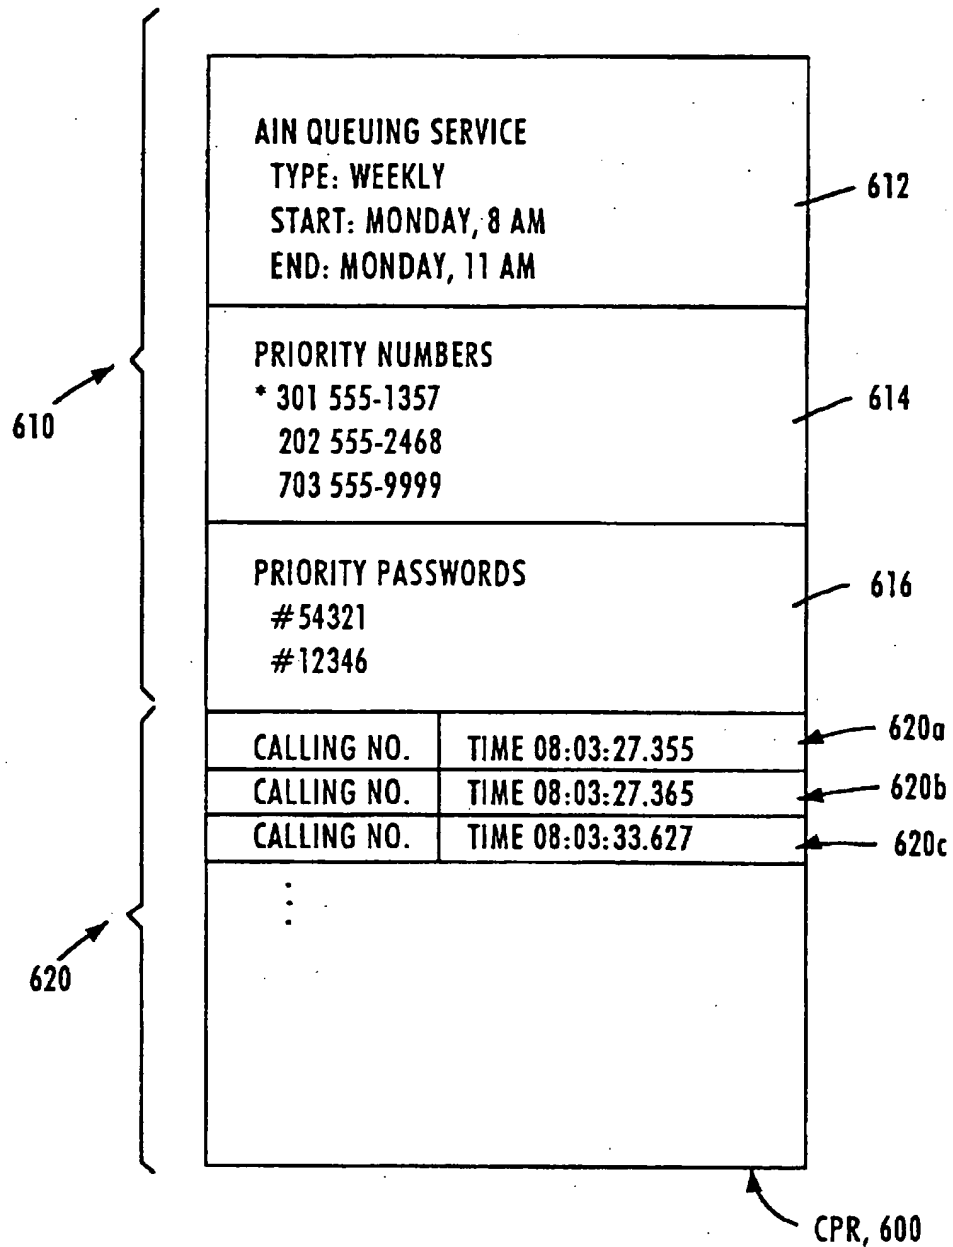 AIN QUEUING SERVICE
TYPE: WEEKLY
START: MONDAY, 8 AM
END: MONDAY, 11 AM
612
PRIORITY NUMBERS
* 301 555-1357
202 555-2468
703 555-9999
614
610
PRIORITY PASSWORDS
#54321
#12346
616
CALLING NO. TIME 08:03:27.355
620a
CALLING NO. TIME 08:03:27.365
620b
CALLING NO. TIME 08:03:33.627
620c
620
CPR, 600